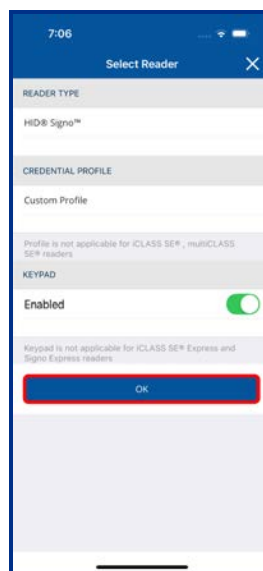 7:06
Select Reader
READER TYPE
HID® Signo™
CREDENTIAL PROFILE
Custom Profile
Profile is not applicable for iCLASS SE® , multiCLASS
SE® readers
KEYPAD
Enabled
Keypad is not applicable for iCLASS SE® Express and
Signo Express readers
OK